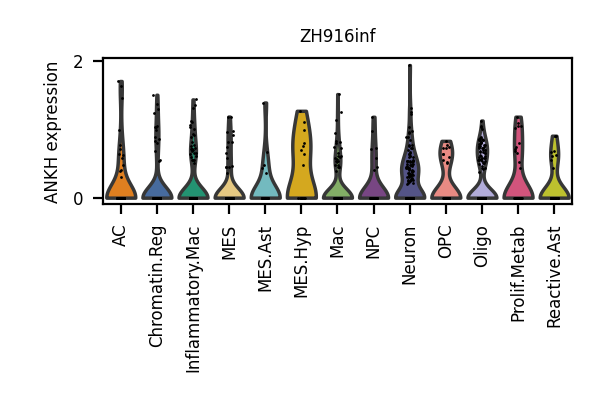 ZH916inf
ANKH expression
2
0
AC
Chromatin.Reg
Inflammatory.Mac
MES
MES.Ast
MES.Hyp
Mac
NPC
Neuron
OPC
Oligo
Prolif.Metab
Reactive.Ast